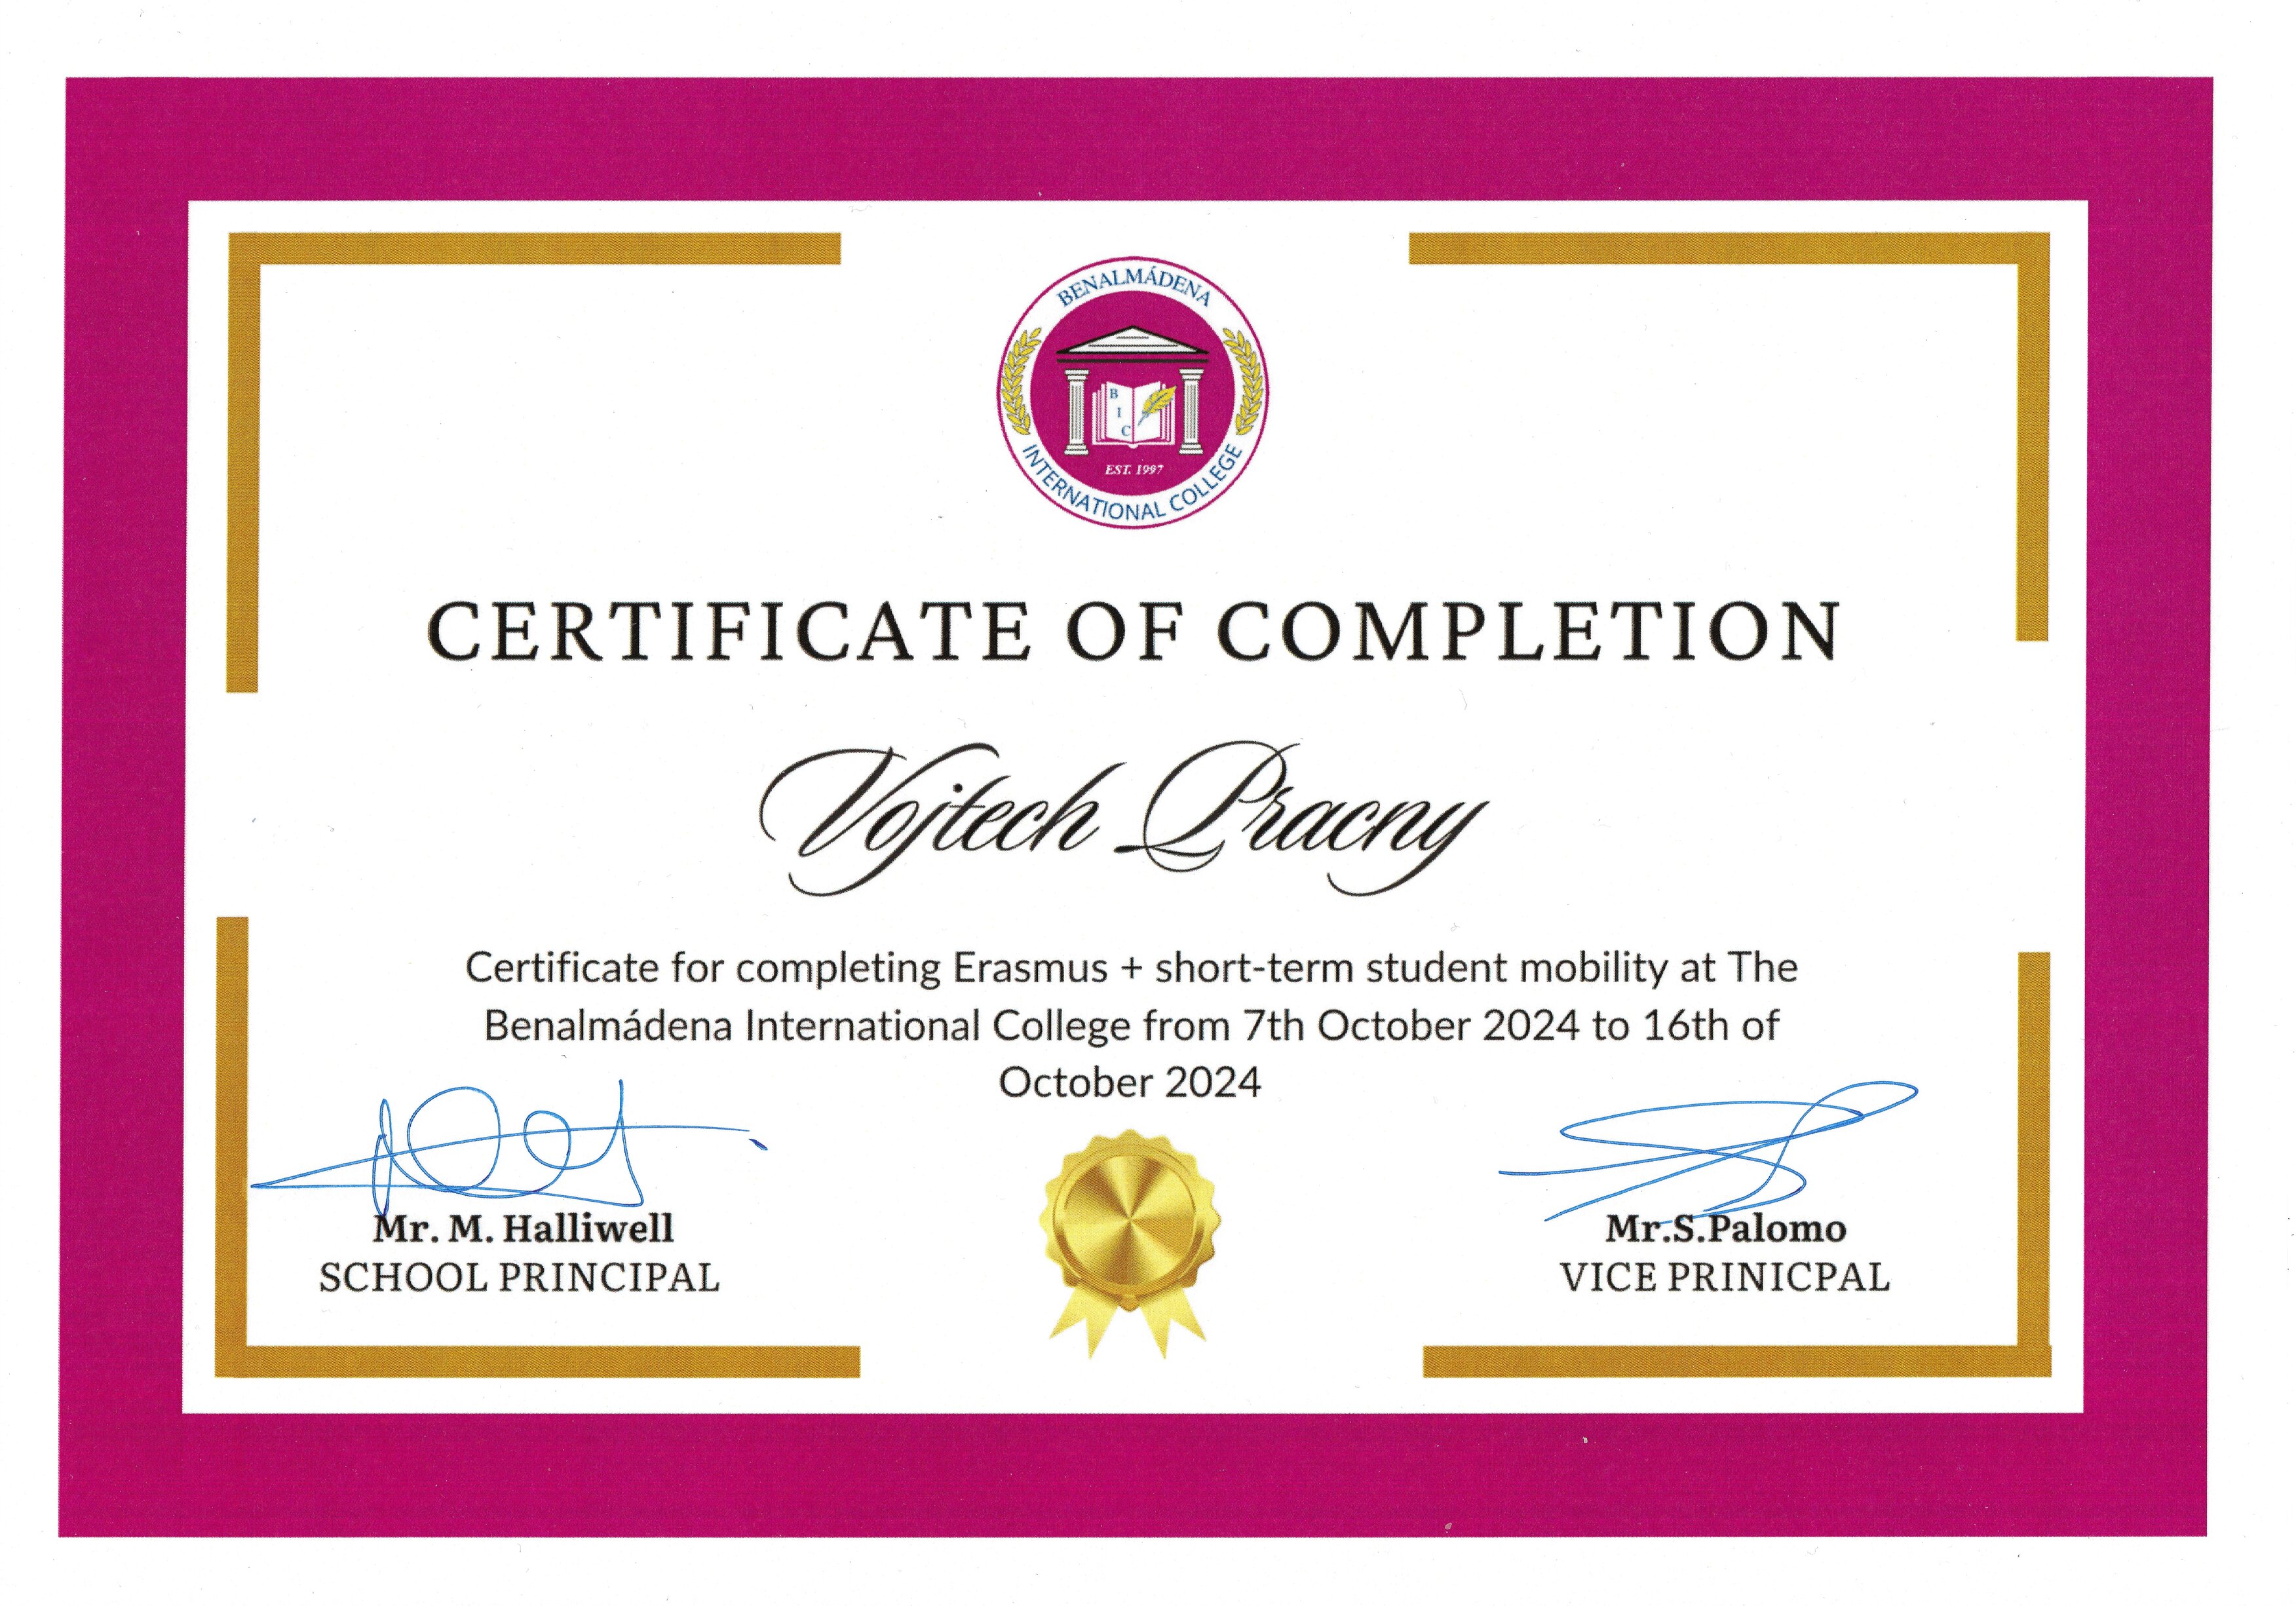 BENALMÁDENA
B
I
C
EST. 1997
INTERNATIONAL COLLEGE
CERTIFICATE OF COMPLETION
Vojtech Pracny
Certificate for completing Erasmus + short-term student mobility at The
Benalmádena International College from 7th October 2024 to 16th of
October 2024
Mr. M. Halliwell
SCHOOL PRINCIPAL
Mr.S.Palomo
VICE PRINICPAL